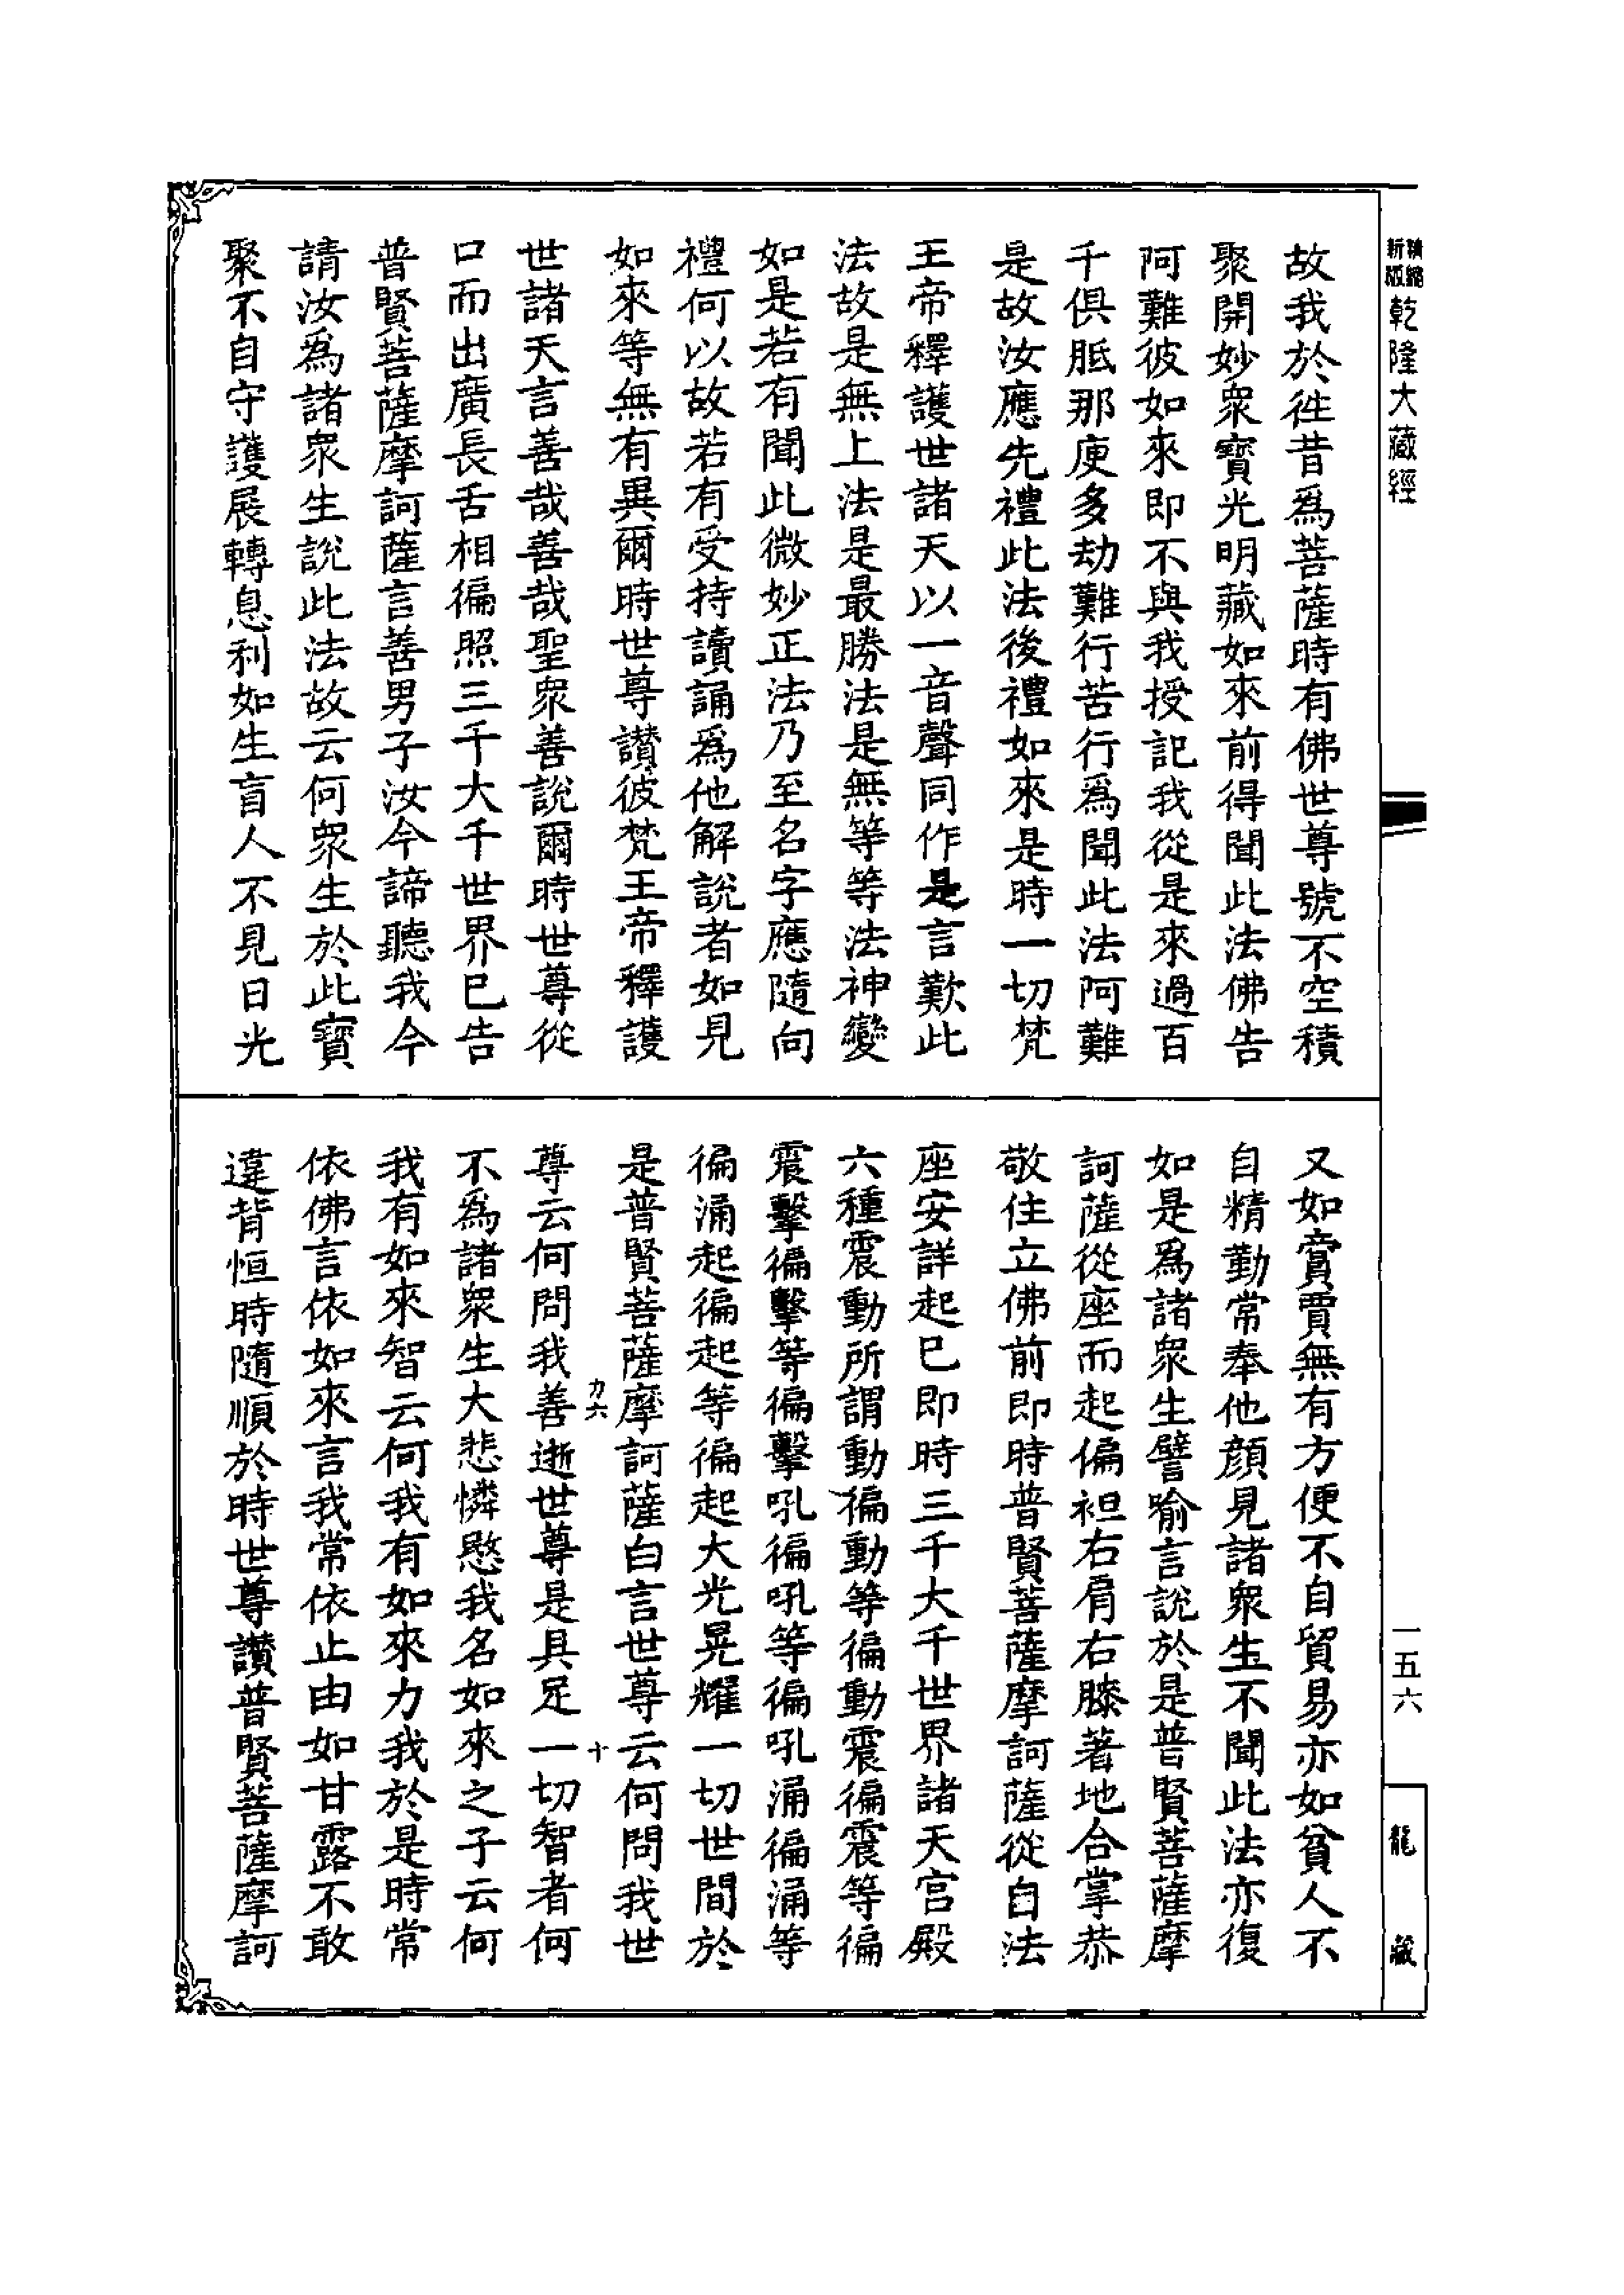 精縮新版乾隆大藏經
故我於往昔爲菩薩時有佛世尊號不空積
聚開妙衆寶光明藏如來前得聞此法佛告
阿難彼如來即不與我授記我從是來過百
千俱胝那庾多劫難行苦行爲聞此法阿難
是故汝應先禮此法後禮如來是時一切梵
王帝釋護世諸天以一音聲同作是言歎此
法故是無上法是最勝法是無等等法神變
如是若有聞此微妙正法乃至名字應隨向
禮何以故若有受持讀誦爲他解說者如見
如來等無有異爾時世尊讃彼梵王帝釋護
世諸天言善哉善哉聖衆善說爾時世尊從
口而出廣長舌相徧照三千大千世界已告
普賢菩薩摩訶薩言善男子汝今諦聽我今
請汝爲諸衆生說此法故云何衆生於此寶
聚不自守護展轉息利如生盲人不見日光
又如賣賈無有方便不自貿易亦如貧人不
自精勤常奉他顏見諸衆生不聞此法亦復
如是爲諸衆生譬喻言說於是普賢菩薩摩
訶薩從座而起偏袒右肩右膝著地合掌恭
敬住立佛前即時普賢菩薩摩訶薩從自法
座安詳起已即時三千大千世界諸天宮殿
六種震動所謂動徧動等徧動震徧震等徧
震擊徧擊等徧擊吼徧吼等徧吼涌徧涌等
徧涌起徧起等徧起大光晃耀一切世間於
是普賢菩薩摩訶薩白言世尊云何問我世
力六 十
尊云何問我善逝世尊是具足一切智者何
不爲諸衆生大悲憐愍我名如來之子云何
我有如來智云何我有如來力我於是時常
依佛言依如來言我常依止由如甘露不敢
違背恒時隨順於時世尊讃普賢菩薩摩訶
一五六
龍藏